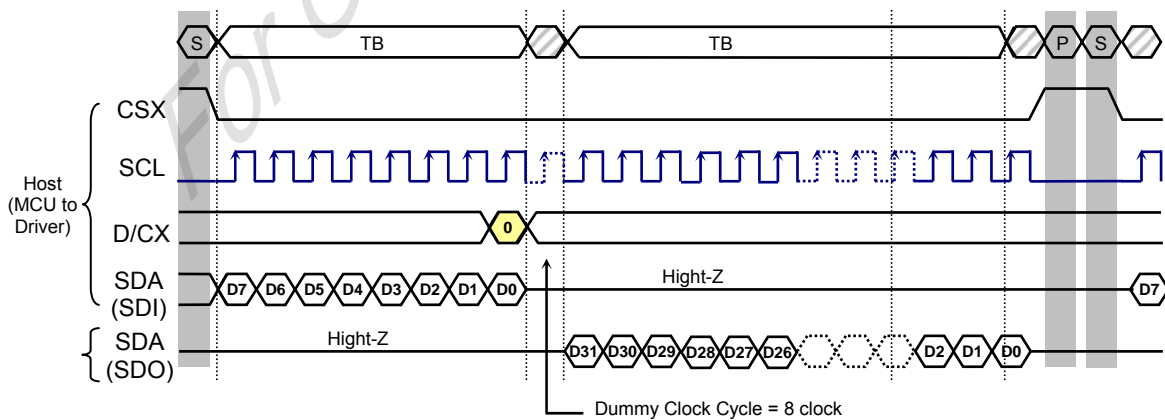 S TB TB P S
For
CSX
SCL
Host
(MCU to
Driver)
D/CX 0
SDA
(SDI) D7 D6 D5 D4 D3 D2 D1 D0 Hight-Z D7
SDA
(SDO) Hight-Z D31 D30 D29 D28 D27 D26 D2 D1 D0
Dummy Clock Cycle = 8 clock